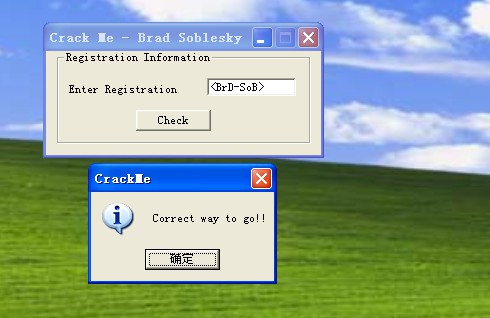 Crack Me - Brad Soblesky
Registration Information
Enter Registration
<BrD-SoB>
Check
CrackMe
Correct way to go!!
确定